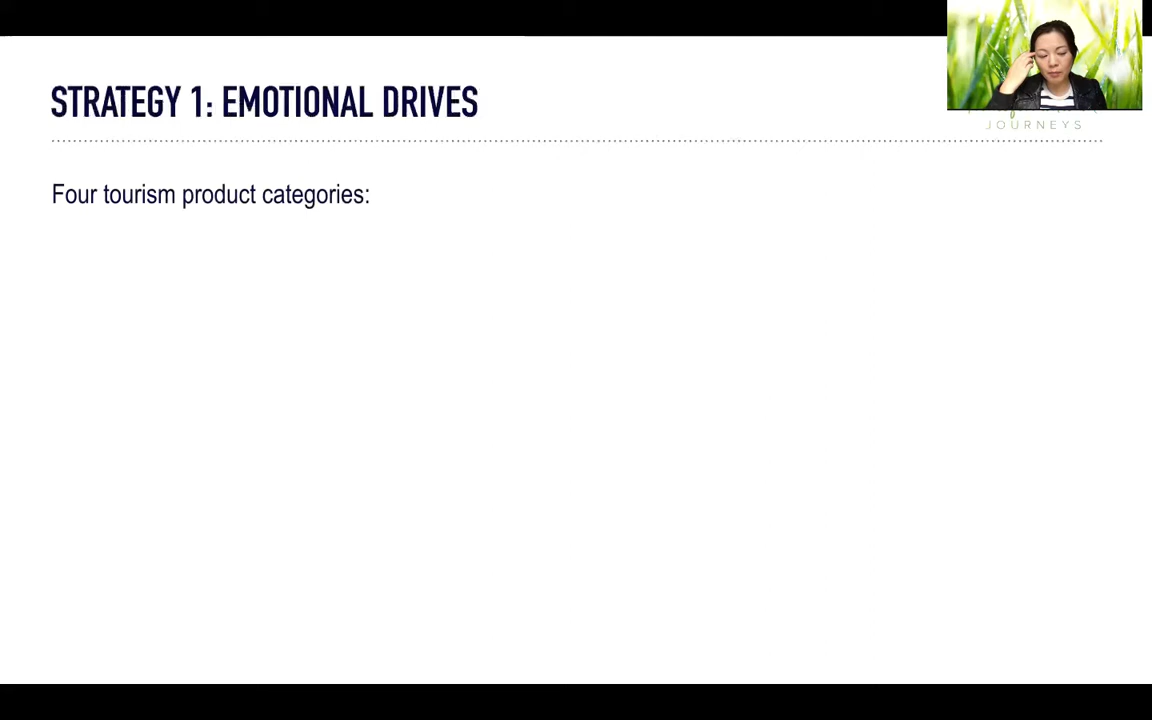 STRATEGY 1: EMOTIONAL DRIVES
JOURNEYS
Four tourism product categories: